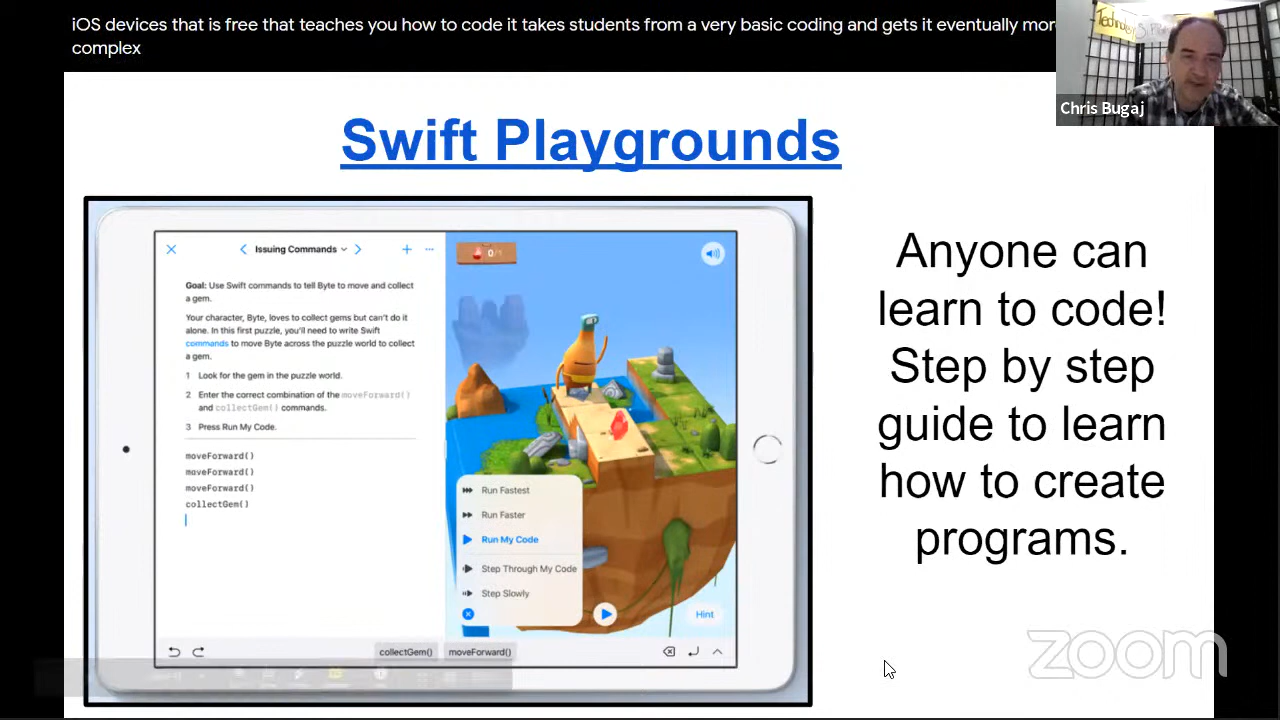 iOS devices that is free that teaches you how to code it takes students from a very basic coding and gets it eventually more
complex
Chris Bugaj
Swift Playgrounds
Issuing Commands
Goal: Use Swift commands to tell Byte to move and collect
a gem.
Your character, Byte, loves to collect gems but can't do it
alone. In this first puzzle, you'll need to write Swift
commands to move Byte across the puzzle world to collect
a gem.
1 Look for the gem in the puzzle world.
2 Enter the correct combination of the moveForward()
and collectGem() commands.
3 Press Run My Code.
moveForward()
moveForward()
moveForward()
collectGem()
0/1
Run Fastest
Run Faster
Run My Code
Step Through My Code
Step Slowly
Hint
collectGem() moveForward()
Anyone can
learn to code!
Step by step
guide to learn
how to create
programs.
zoom